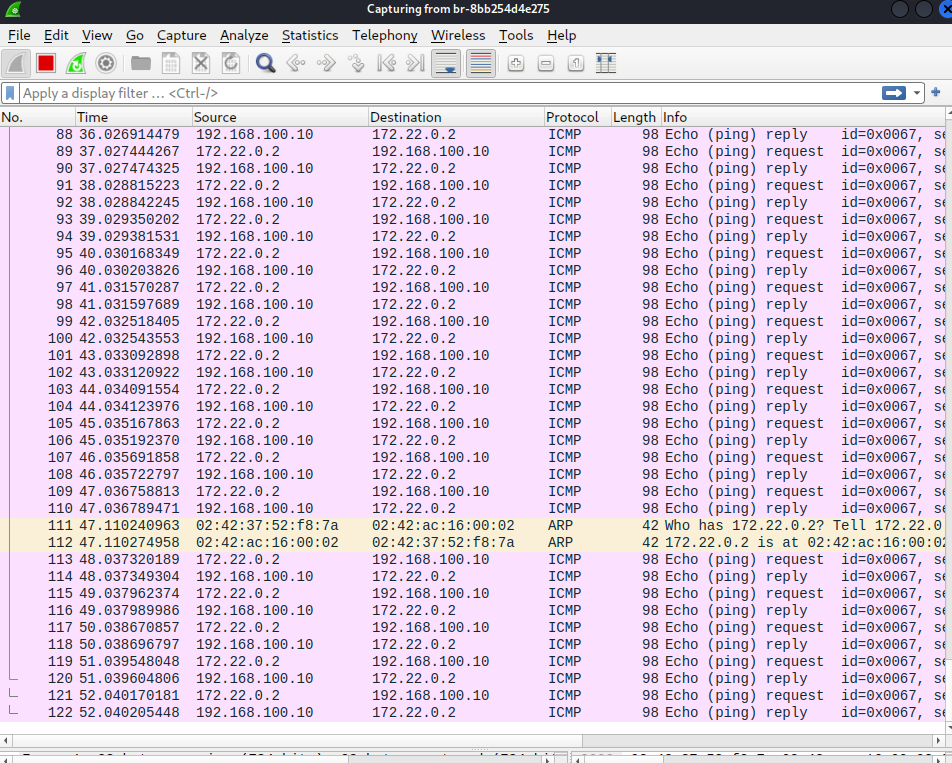 Capturing from br-8bb254d4e275
File Edit View Go Capture Analyze Statistics Telephony Wireless Tools Help
Apply a display filter … <Ctrl-/>
No. Time Source Destination Protocol Length Info
88 36.026914479 192.168.100.10 172.22.0.2 ICMP 98 Echo (ping) reply id=0x0067, se
89 37.027444267 172.22.0.2 192.168.100.10 ICMP 98 Echo (ping) request id=0x0067, se
90 37.027474325 192.168.100.10 172.22.0.2 ICMP 98 Echo (ping) reply id=0x0067, se
91 38.028815223 172.22.0.2 192.168.100.10 ICMP 98 Echo (ping) request id=0x0067, se
92 38.028842245 192.168.100.10 172.22.0.2 ICMP 98 Echo (ping) reply id=0x0067, se
93 39.029350202 172.22.0.2 192.168.100.10 ICMP 98 Echo (ping) request id=0x0067, se
94 39.029381531 192.168.100.10 172.22.0.2 ICMP 98 Echo (ping) reply id=0x0067, se
95 40.030168349 172.22.0.2 192.168.100.10 ICMP 98 Echo (ping) request id=0x0067, se
96 40.030203826 192.168.100.10 172.22.0.2 ICMP 98 Echo (ping) reply id=0x0067, se
97 41.031570287 172.22.0.2 192.168.100.10 ICMP 98 Echo (ping) request id=0x0067, se
98 41.031597689 192.168.100.10 172.22.0.2 ICMP 98 Echo (ping) reply id=0x0067, se
99 42.032518405 172.22.0.2 192.168.100.10 ICMP 98 Echo (ping) request id=0x0067, se
100 42.032543553 192.168.100.10 172.22.0.2 ICMP 98 Echo (ping) reply id=0x0067, se
101 43.033092898 172.22.0.2 192.168.100.10 ICMP 98 Echo (ping) request id=0x0067, se
102 43.033120922 192.168.100.10 172.22.0.2 ICMP 98 Echo (ping) reply id=0x0067, se
103 44.034091554 172.22.0.2 192.168.100.10 ICMP 98 Echo (ping) request id=0x0067, se
104 44.034123976 192.168.100.10 172.22.0.2 ICMP 98 Echo (ping) reply id=0x0067, se
105 45.035167863 172.22.0.2 192.168.100.10 ICMP 98 Echo (ping) request id=0x0067, se
106 45.035192370 192.168.100.10 172.22.0.2 ICMP 98 Echo (ping) reply id=0x0067, se
107 46.035691858 172.22.0.2 192.168.100.10 ICMP 98 Echo (ping) request id=0x0067, se
108 46.035722797 192.168.100.10 172.22.0.2 ICMP 98 Echo (ping) reply id=0x0067, se
109 47.036758813 172.22.0.2 192.168.100.10 ICMP 98 Echo (ping) request id=0x0067, se
110 47.036789471 192.168.100.10 172.22.0.2 ICMP 98 Echo (ping) reply id=0x0067, se
111 47.110240963 02:42:37:52:f8:7a 02:42:ac:16:00:02 ARP 42 Who has 172.22.0.2? Tell 172.22.0
112 47.110274958 02:42:ac:16:00:02 02:42:37:52:f8:7a ARP 42 172.22.0.2 is at 02:42:ac:16:00:02
113 48.037320189 172.22.0.2 192.168.100.10 ICMP 98 Echo (ping) request id=0x0067, se
114 48.037349304 192.168.100.10 172.22.0.2 ICMP 98 Echo (ping) reply id=0x0067, se
115 49.037962374 172.22.0.2 192.168.100.10 ICMP 98 Echo (ping) request id=0x0067, se
116 49.037989986 192.168.100.10 172.22.0.2 ICMP 98 Echo (ping) reply id=0x0067, se
117 50.038670857 172.22.0.2 192.168.100.10 ICMP 98 Echo (ping) request id=0x0067, se
118 50.038696797 192.168.100.10 172.22.0.2 ICMP 98 Echo (ping) reply id=0x0067, se
119 51.039548048 172.22.0.2 192.168.100.10 ICMP 98 Echo (ping) request id=0x0067, se
120 51.039604806 192.168.100.10 172.22.0.2 ICMP 98 Echo (ping) reply id=0x0067, se
121 52.040170181 172.22.0.2 192.168.100.10 ICMP 98 Echo (ping) request id=0x0067, se
122 52.040205448 192.168.100.10 172.22.0.2 ICMP 98 Echo (ping) reply id=0x0067, se